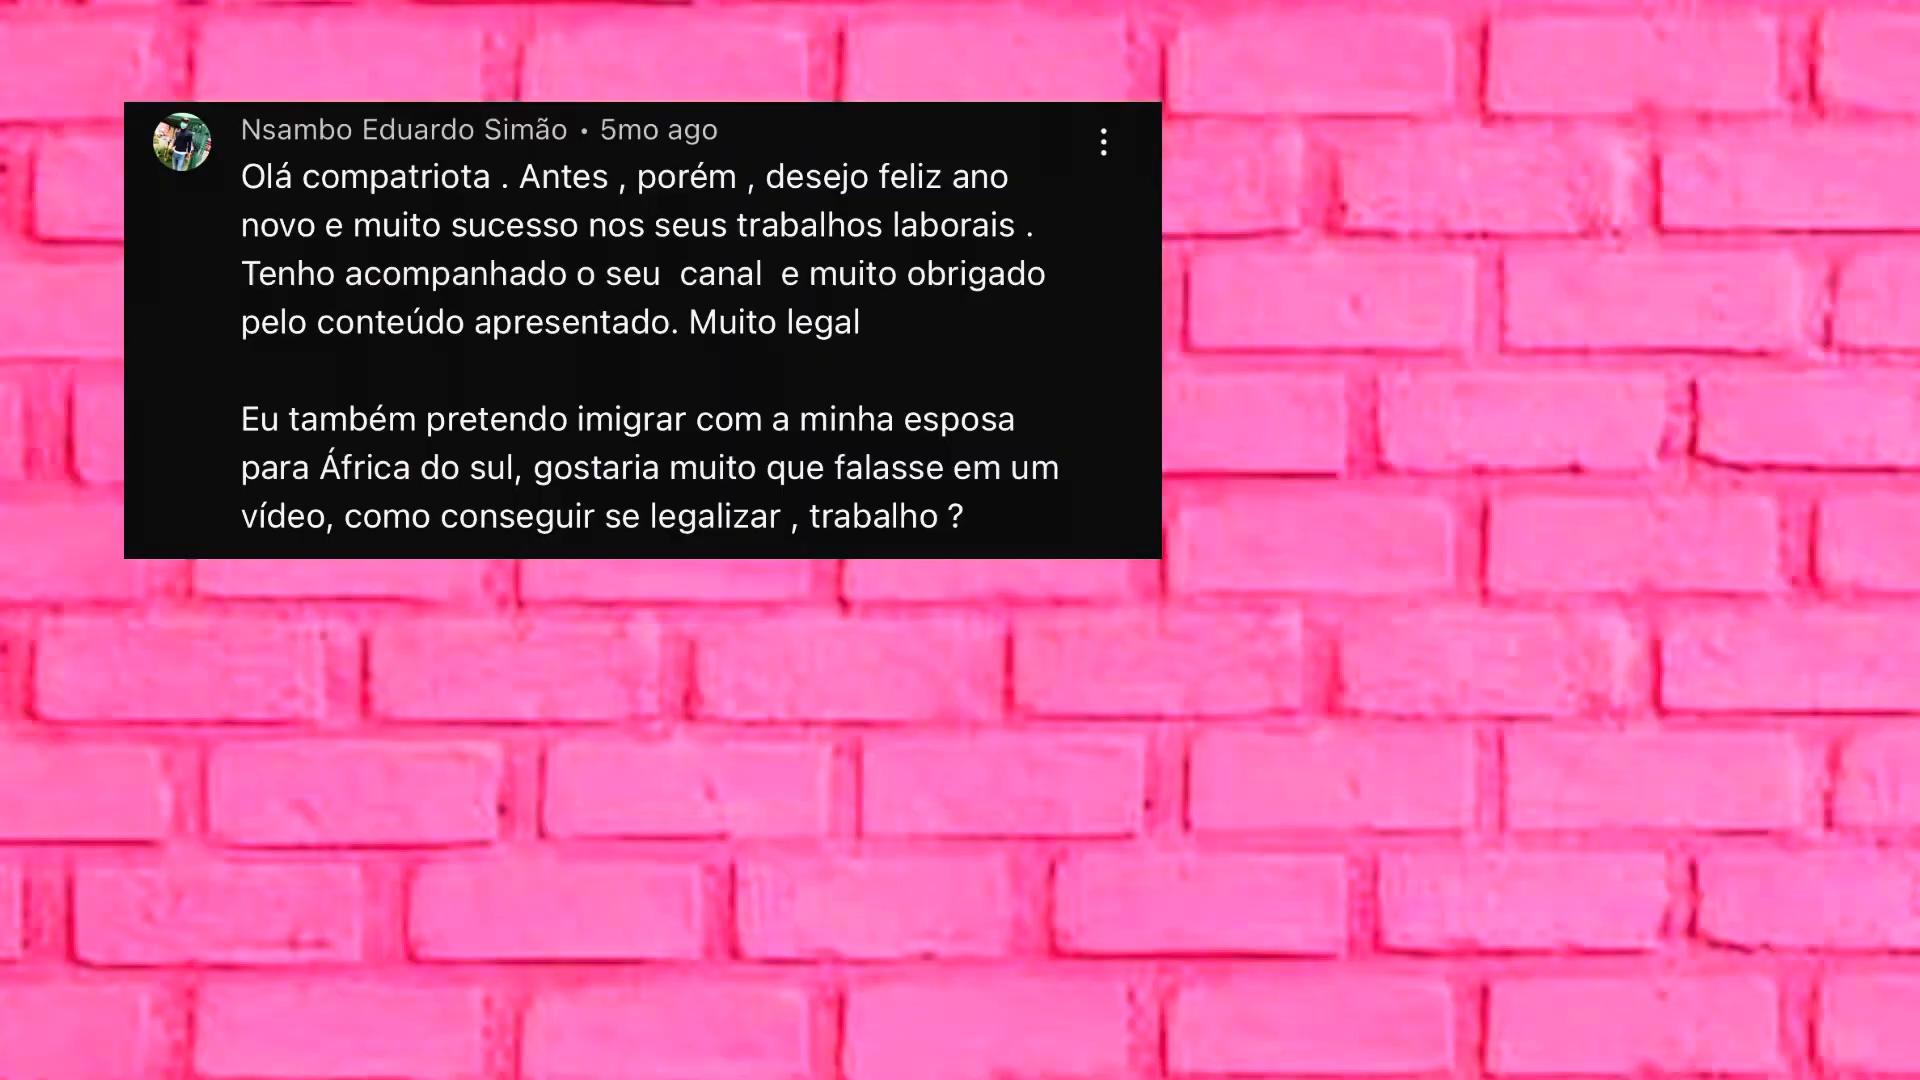 Nsambo Eduardo Simão • 5mo ago
Olá compatriota . Antes , porém , desejo feliz ano
novo e muito sucesso nos seus trabalhos laborais .
Tenho acompanhado o seu  canal  e muito obrigado
pelo conteúdo apresentado. Muito legal
Eu também pretendo imigrar com a minha esposa
para África do sul, gostaria muito que falasse em um
vídeo, como conseguir se legalizar , trabalho ?